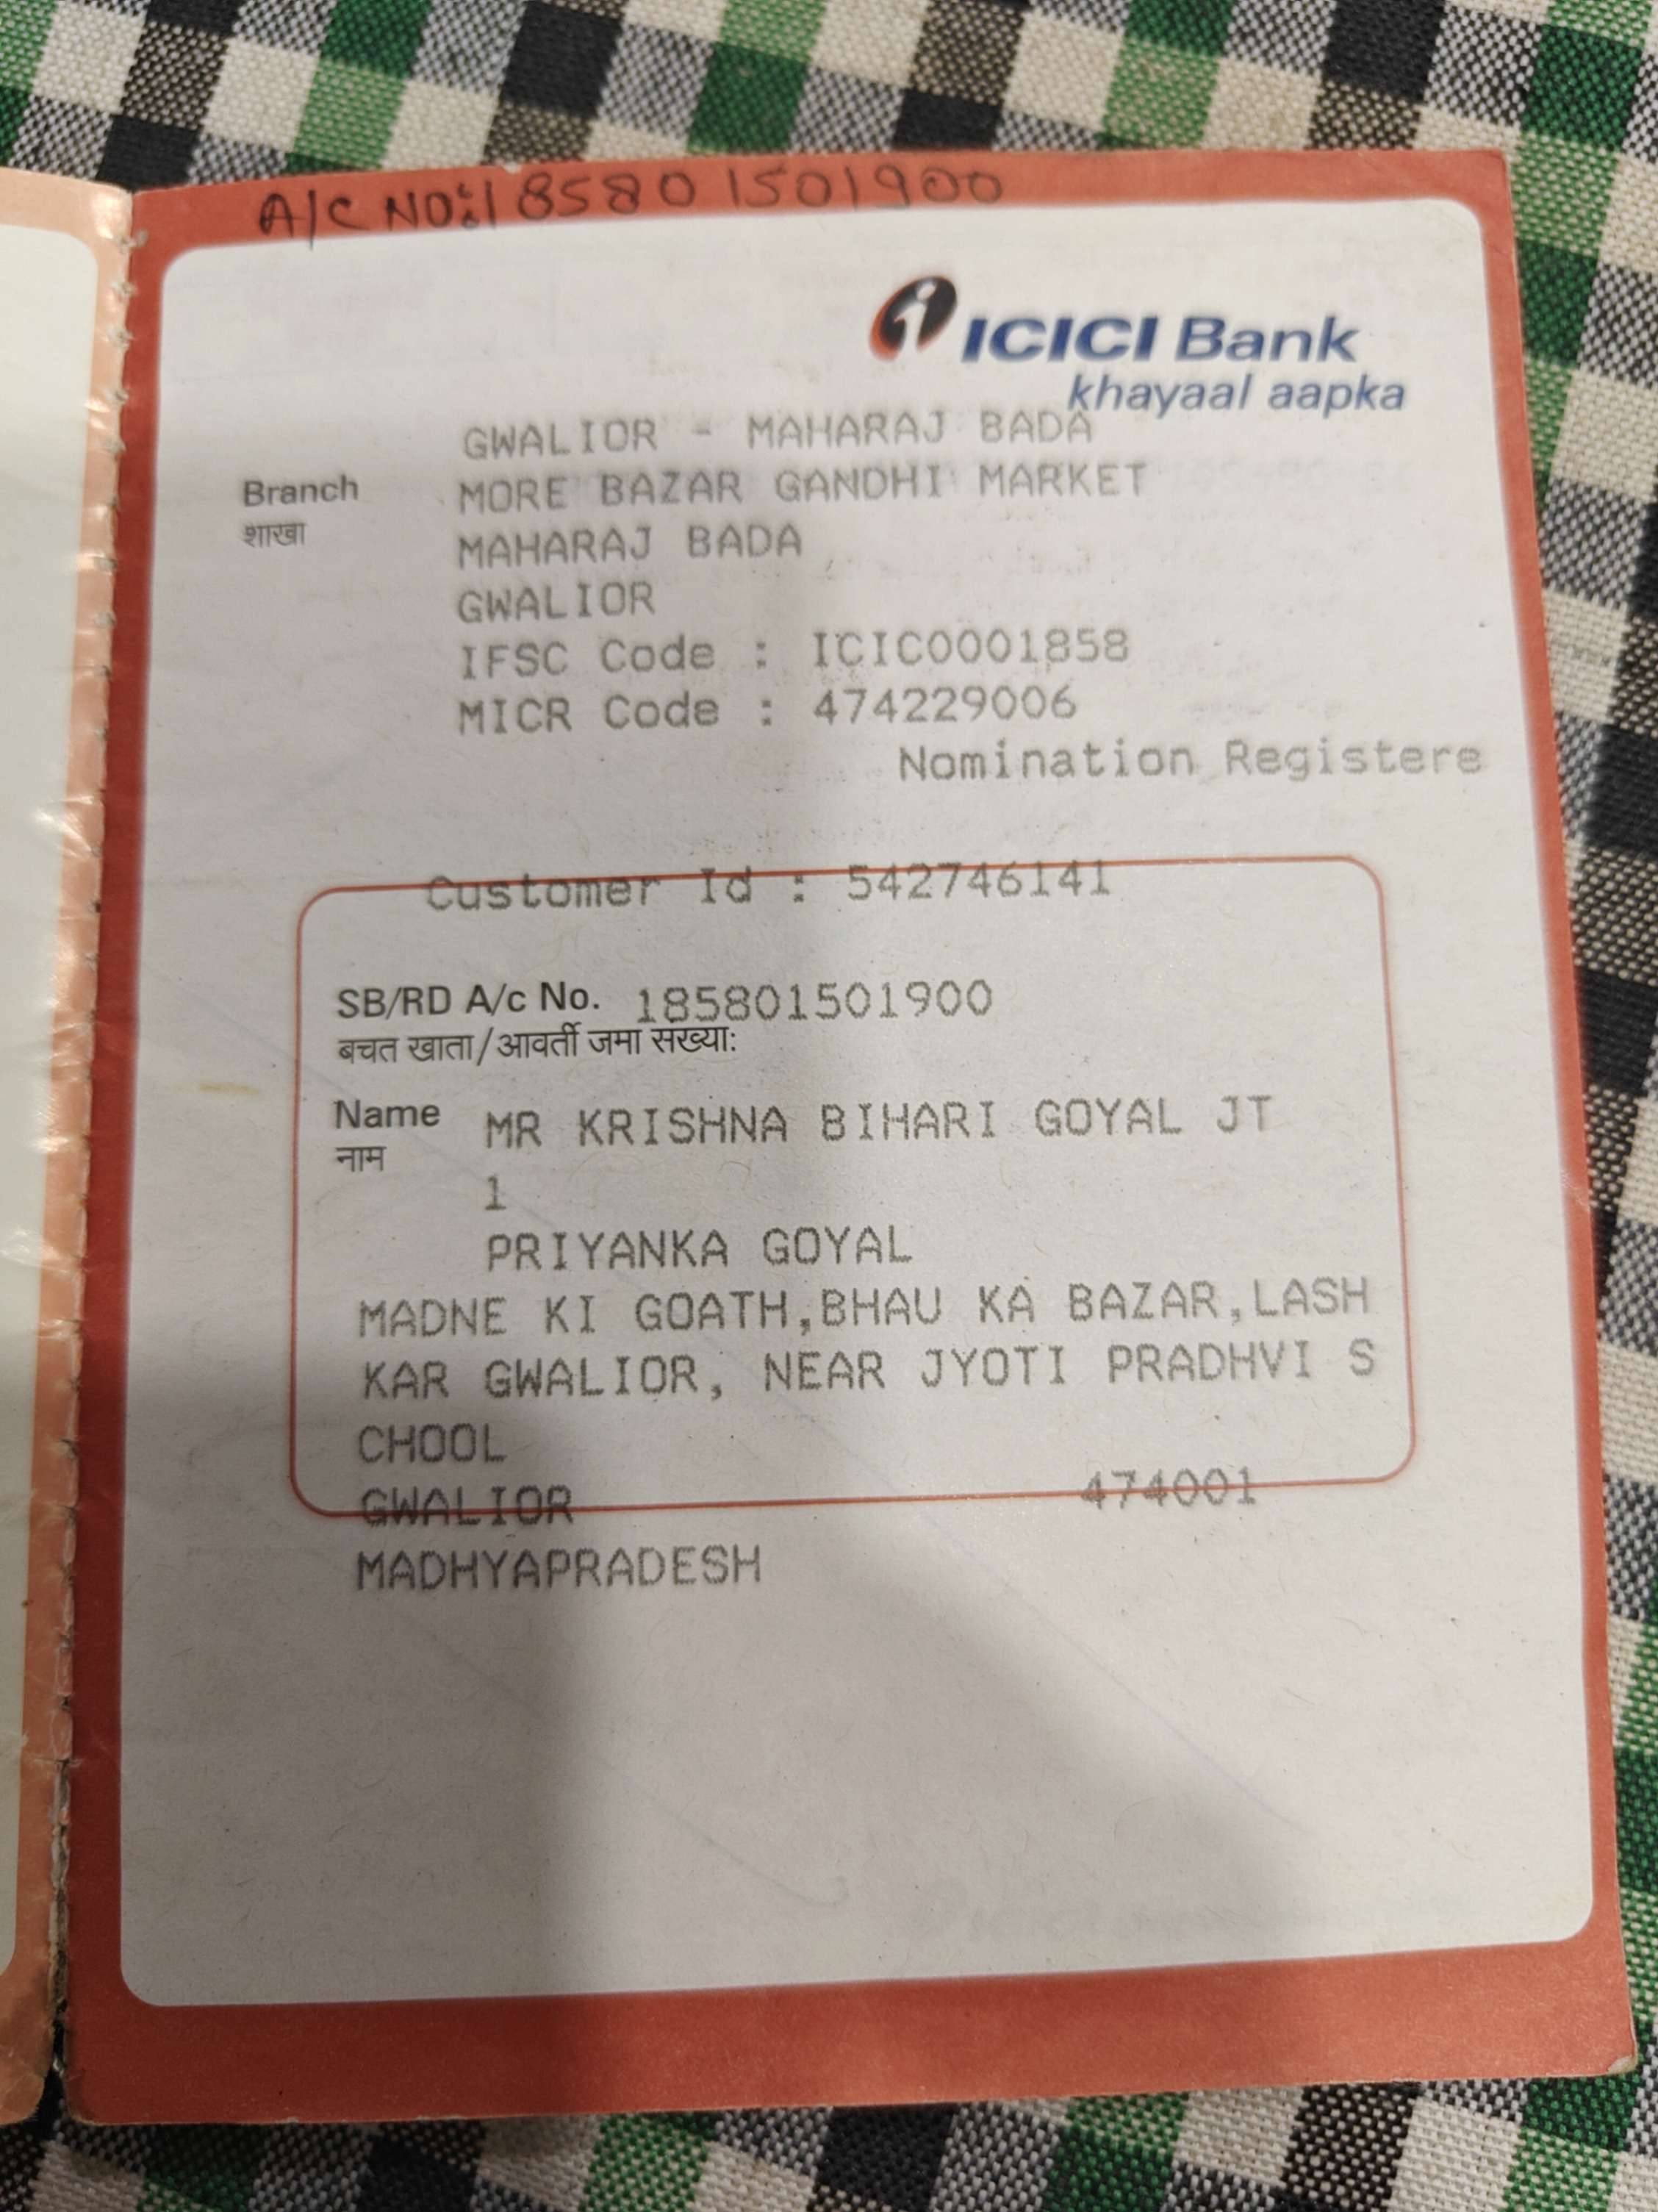 A/C NO:185801501900
ICICI Bank
khayaal aapka
GWALIOR - MAHARAJ BADA
Branch MORE BAZAR GANDHI MARKET
शाखा MAHARAJ BADA
GWALIOR
IFSC Code : ICIC0001858
MICR Code : 474229006
Nomination Registere
Customer Id : 542746141
SB/RD A/c No. 185801501900
बचत खाता/आवर्ती जमा संख्या:
Name MR KRISHNA BIHARI GOYAL JT
नाम
1
PRIYANKA GOYAL
MADNE KI GOATH,BHAU KA BAZAR,LASH
KAR GWALIOR, NEAR JYOTI PRADHVI S
CHOOL
GWALIOR 474001
MADHYAPRADESH